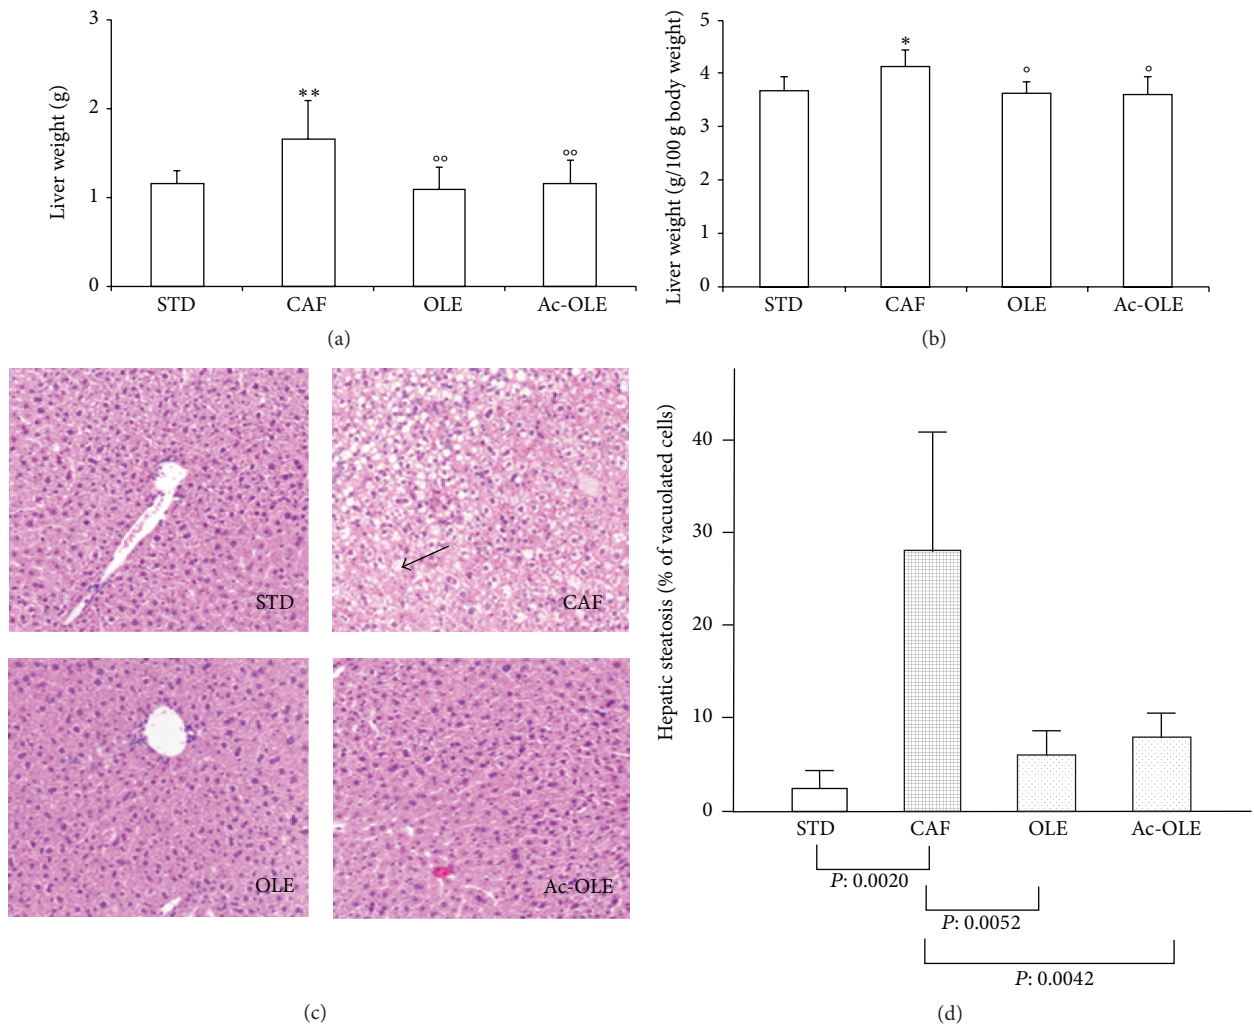 Liver weight (g)
3
2
1
0
**
°°
°°
STD CAF OLE Ac-OLE
(a)
Liver weight (g/100 g body weight)
5
4
3
2
1
0
*
°
°
STD CAF OLE Ac-OLE
(b)
STD
CAF
OLE
Ac-OLE
(c)
Hepatic steatosis (% of vacuolated cells)
40
30
20
10
0
STD CAF OLE Ac-OLE
P: 0.0020
P: 0.0052
P: 0.0042
(d)